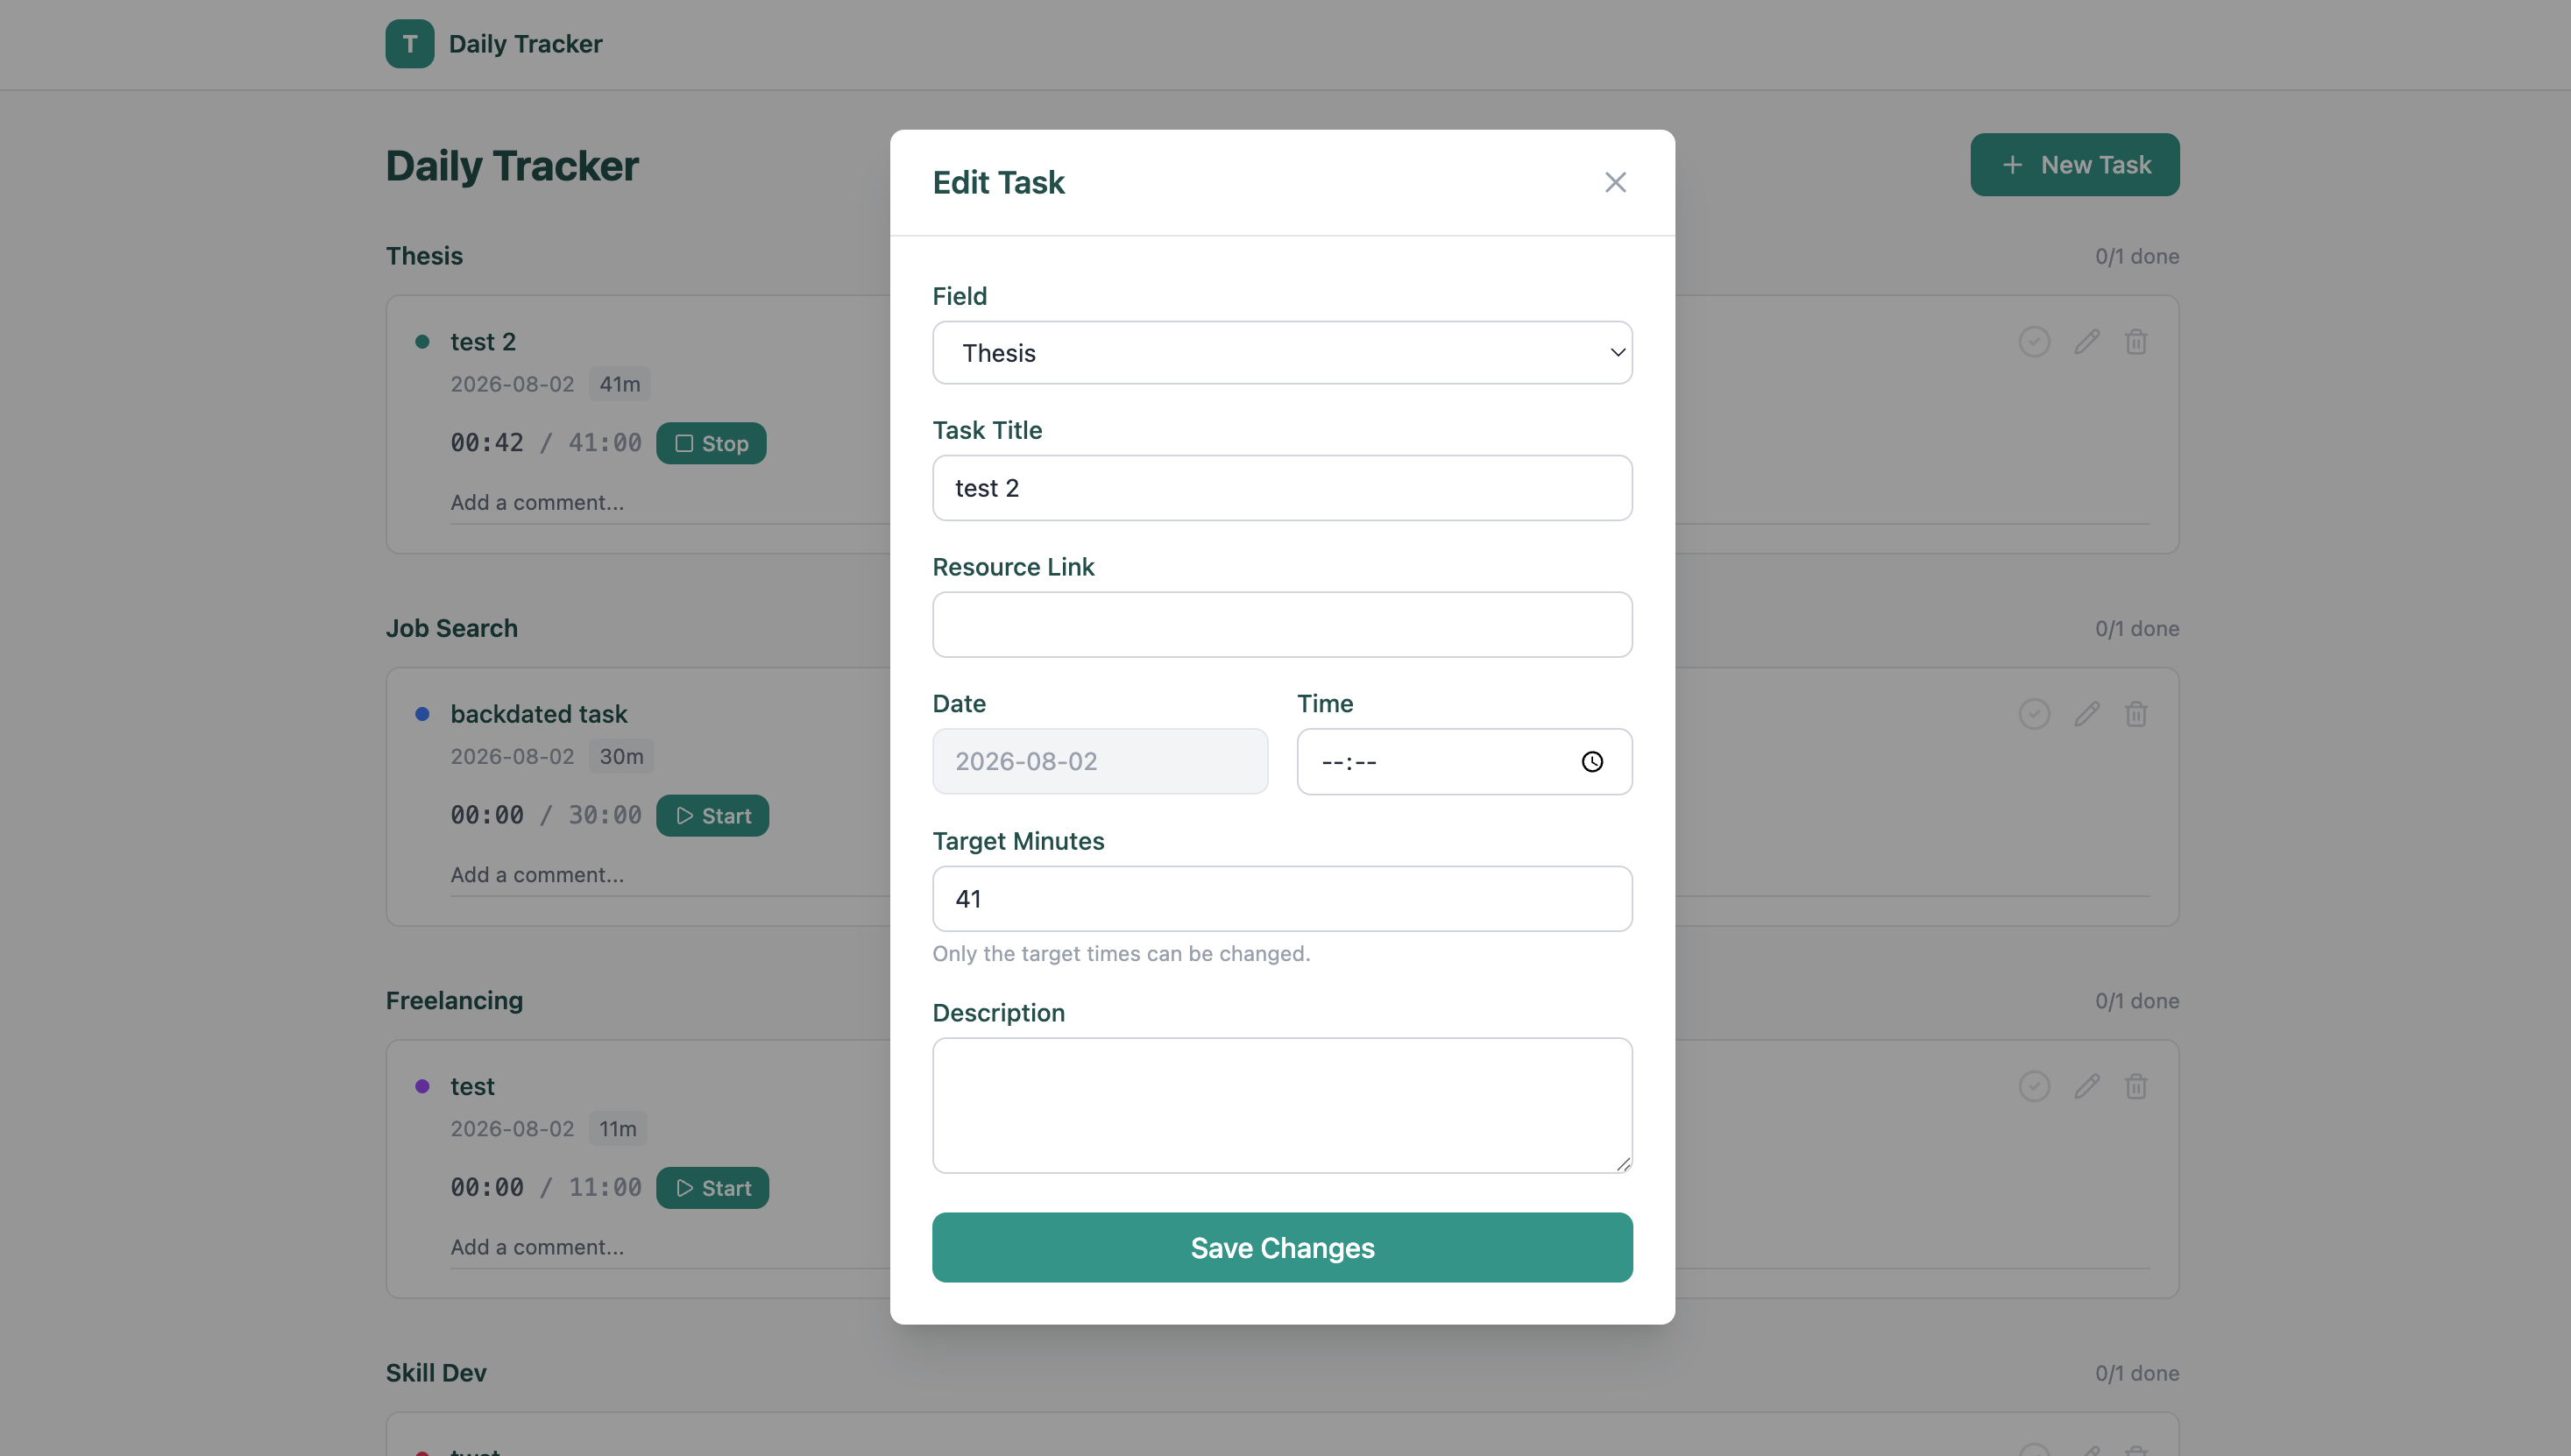 T Daily Tracker
Daily Tracker
New Task
Thesis
0/1 done
test 2
2026-08-02 41m
00:42 / 41:00 Stop
Add a comment...
Job Search
0/1 done
backdated task
2026-08-02 30m
00:00 / 30:00 Start
Add a comment...
Freelancing
0/1 done
test
2026-08-02 11m
00:00 / 11:00 Start
Add a comment...
Skill Dev
0/1 done
Edit Task
Field
Thesis
Task Title
test 2
Resource Link
Date Time
2026-08-02 --:--
Target Minutes
41
Only the target times can be changed.
Description
Save Changes